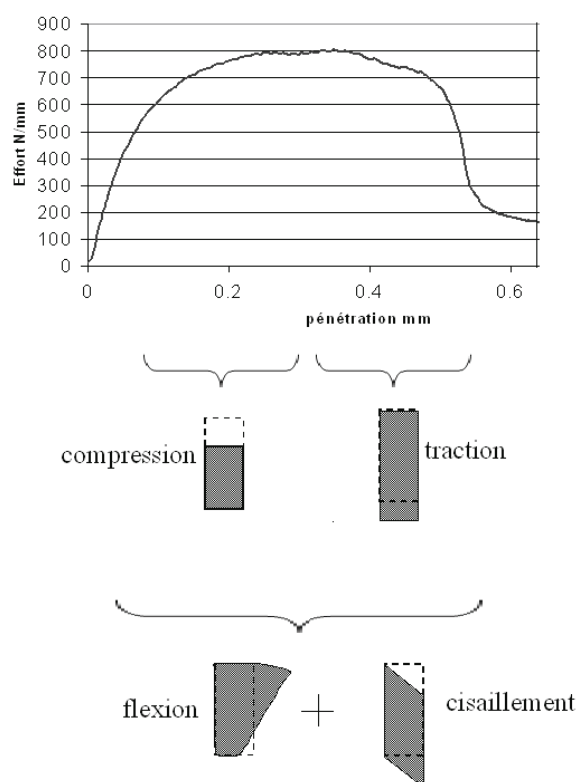 900
800
700
600
500
400
300
200
100
0
Effort N/mm
0 0.2 0.4 0.6
pénétration mm
compression traction
flexion + cisaillement